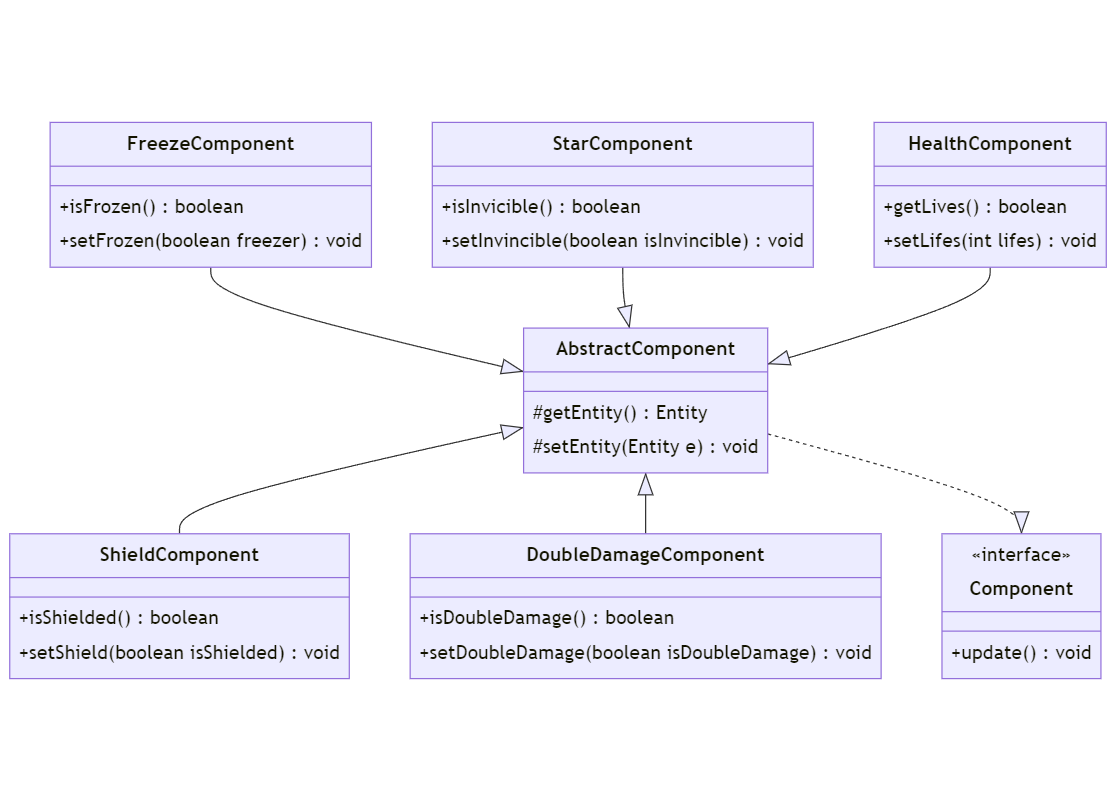 FreezeComponent
+isFrozen() : boolean
+setFrozen(boolean freezer) : void
StarComponent
+isInvicible() : boolean
+setInvincible(boolean isInvincible) : void
HealthComponent
+getLives() : boolean
+setLifes(int lifes) : void
AbstractComponent
#getEntity() : Entity
#setEntity(Entity e) : void
ShieldComponent
+isShielded() : boolean
+setShield(boolean isShielded) : void
DoubleDamageComponent
+isDoubleDamage() : boolean
+setDoubleDamage(boolean isDoubleDamage) : void
«interface»
Component
+update() : void